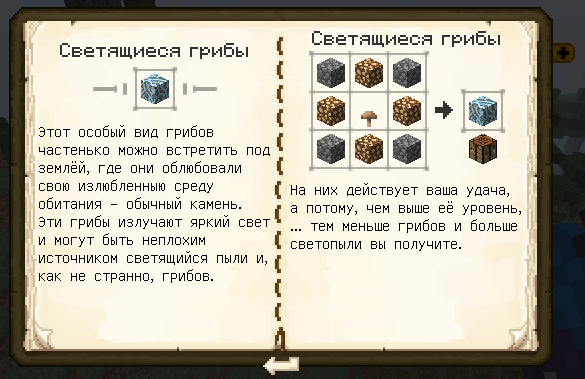 Светящиеся грибы
Этот особый вид грибов
частенько можно встретить под
землёй, где они облюбовали
свою излюбленную среду
обитания – обычный камень.
Эти грибы излучают яркий свет
и могут быть неплохим
источником светящийся пыли и,
как не странно, грибов.
Светящиеся грибы
На них действует ваша удача,
а потому, чем выше её уровень,
... тем меньше грибов и больше
светопыли вы получите.